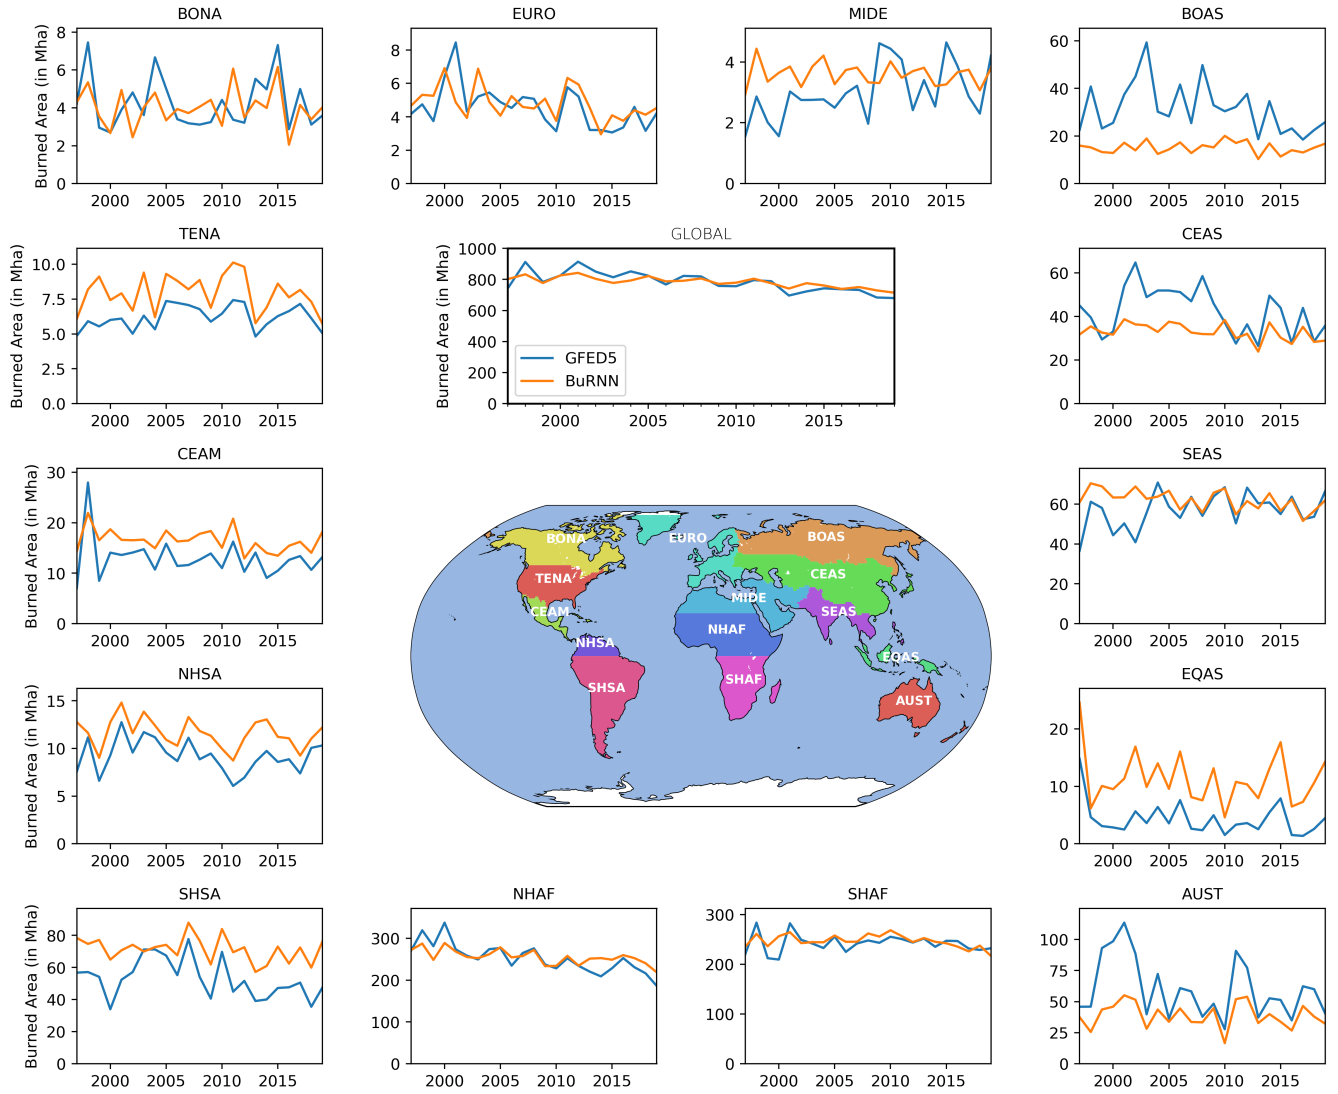 BONA
Burned Area (in Mha)
8
6
4
2
0
2000 2005 2010 2015
EURO
8
6
4
2
0
2000 2005 2010 2015
MIDE
4
2
0
2000 2005 2010 2015
BOAS
60
40
20
0
2000 2005 2010 2015
TENA
Burned Area (in Mha)
10.0
7.5
5.0
2.5
0.0
2000 2005 2010 2015
GLOBAL
Burned Area (in Mha)
1000
800
600
400
200
0
GFED5
BuRNN
2000 2005 2010 2015
CEAS
60
40
20
0
2000 2005 2010 2015
CEAM
Burned Area (in Mha)
30
20
10
0
2000 2005 2010 2015
BONA
EURO
BOAS
TENA
CEAS
MIDE
CEAM
SEAS
NHAF
NHSA
EQAS
SHAF
SHSA
AUST
SEAS
60
40
20
0
2000 2005 2010 2015
NHSA
Burned Area (in Mha)
15
10
5
0
2000 2005 2010 2015
EQAS
20
10
0
2000 2005 2010 2015
SHSA
Burned Area (in Mha)
80
60
40
20
0
2000 2005 2010 2015
NHAF
300
200
100
0
2000 2005 2010 2015
SHAF
300
200
100
0
2000 2005 2010 2015
AUST
100
75
50
25
0
2000 2005 2010 2015